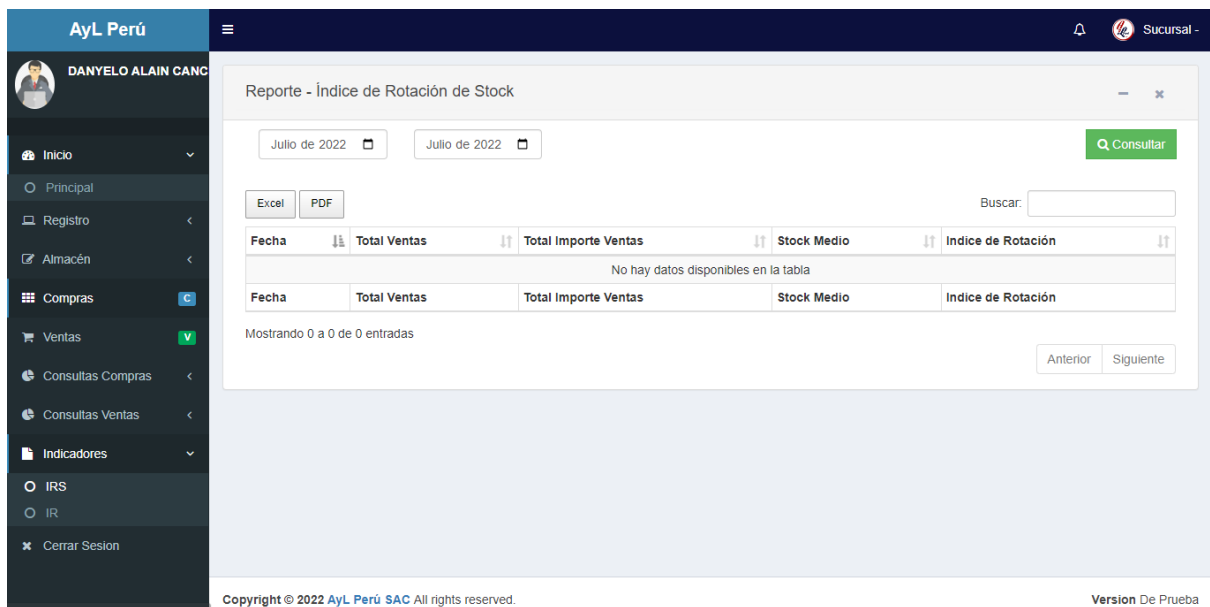 AyL Perú
Sucursal -
DANYELO ALAIN CANC
Inicio
Principal
Registro
Almacén
Compras C
Ventas V
Consultas Compras
Consultas Ventas
Indicadores
IRS
IR
Cerrar Sesion
Reporte - Índice de Rotación de Stock
Julio de 2022 Julio de 2022 Consultar
Excel PDF Buscar:
Fecha Total Ventas Total Importe Ventas Stock Medio Indice de Rotación
No hay datos disponibles en la tabla
Fecha Total Ventas Total Importe Ventas Stock Medio Indice de Rotación
Mostrando 0 a 0 de 0 entradas
Anterior Siguiente
Copyright © 2022 AyL Perú SAC All rights reserved. Version De Prueba